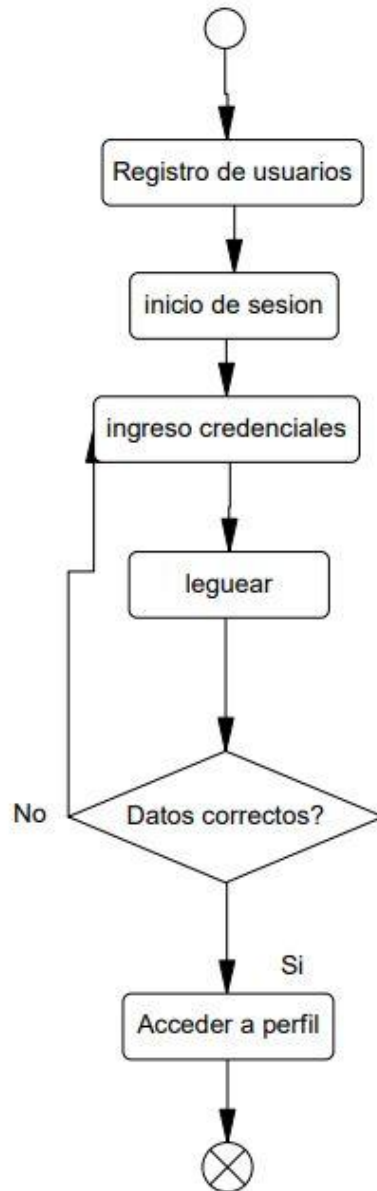 Registro de usuarios
inicio de sesion
ingreso credenciales
leguear
No
Datos correctos?
Si
Acceder a perfil